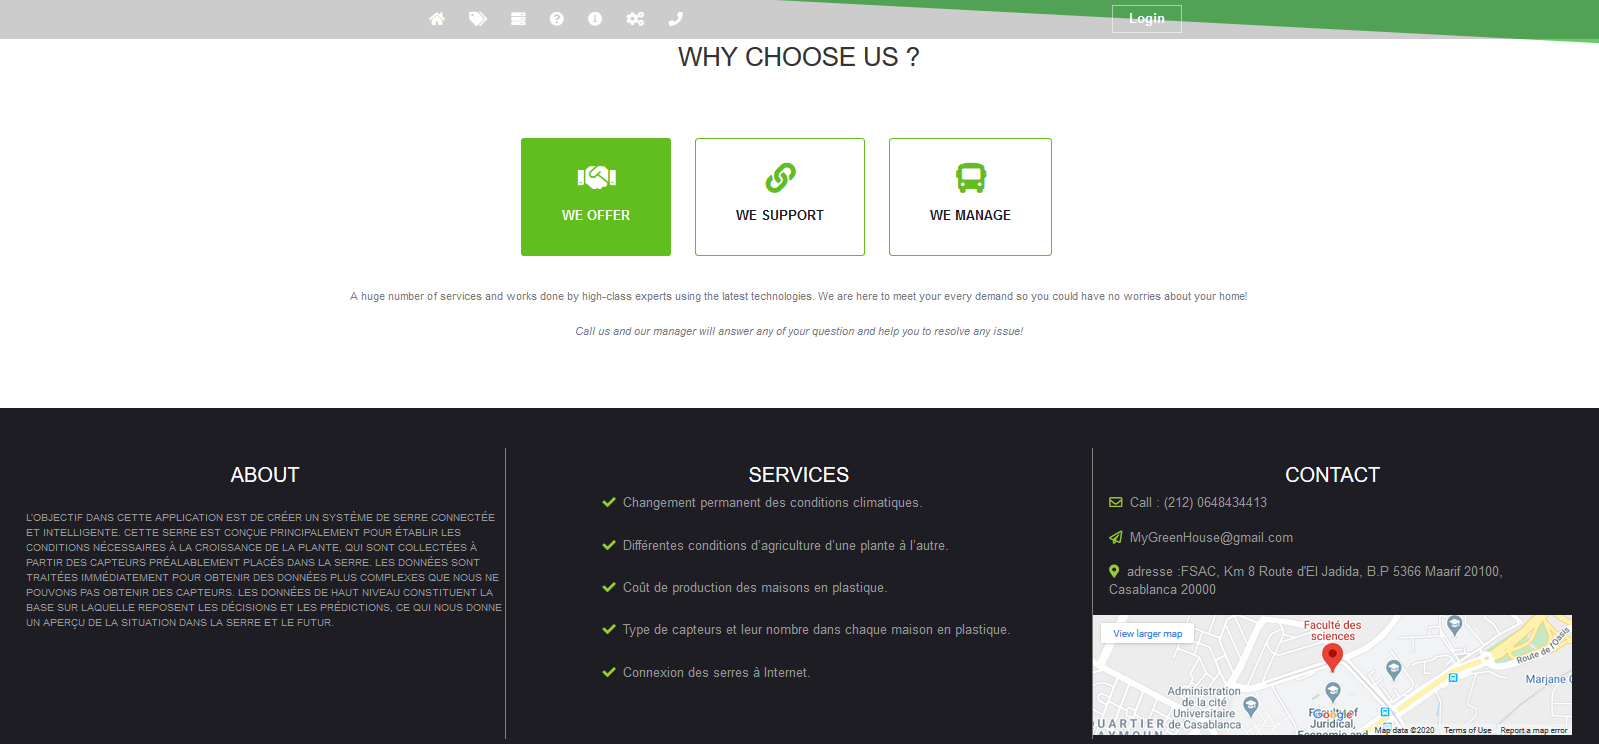 Login
WHY CHOOSE US ?
WE OFFER
WE SUPPORT
WE MANAGE
A huge number of services and works done by high-class experts using the latest technologies. We are here to meet your every demand so you could have no worries about your home!
Call us and our manager will answer any of your question and help you to resolve any issue!
ABOUT
L'OBJECTIF DANS CETTE APPLICATION EST DE CRÉER UN SYSTÈME DE SERRE CONNECTÉE
ET INTELLIGENTE. CETTE SERRE EST CONÇUE PRINCIPALEMENT POUR ÉTABLIR LES
CONDITIONS NÉCESSAIRES À LA CROISSANCE DE LA PLANTE, QUI SONT COLLECTÉES À
PARTIR DES CAPTEURS PRÉALABLEMENT PLACÉS DANS LA SERRE. LES DONNÉES SONT
TRAITÉES IMMÉDIATEMENT POUR OBTENIR DES DONNÉES PLUS COMPLEXES QUE NOUS NE
POUVONS PAS OBTENIR DES CAPTEURS. LES DONNÉES DE HAUT NIVEAU CONSTITUENT LA
BASE SUR LAQUELLE REPOSENT LES DÉCISIONS ET LES PRÉDICTIONS, CE QUI NOUS DONNE
UN APERÇU DE LA SITUATION DANS LA SERRE ET LE FUTUR.
SERVICES
Changement permanent des conditions climatiques.
Différentes conditions d'agriculture d'une plante à l'autre.
Coût de production des maisons en plastique.
Type de capteurs et leur nombre dans chaque maison en plastique.
Connexion des serres à Internet.
CONTACT
Call : (212) 0648434413
MyGreenHouse@gmail.com
adresse :FSAC, Km 8 Route d'El Jadida, B.P 5366 Maarif 20100,
Casablanca 20000
View larger map
Faculté des
sciences
Route de l'Oasis
Marjane
Administration
de la cité
Universitaire
de Casablanca
Faculty of
Juridical,
Economic and
QUARTIER
Google
Map data ©2020
Terms of Use
Report a map error